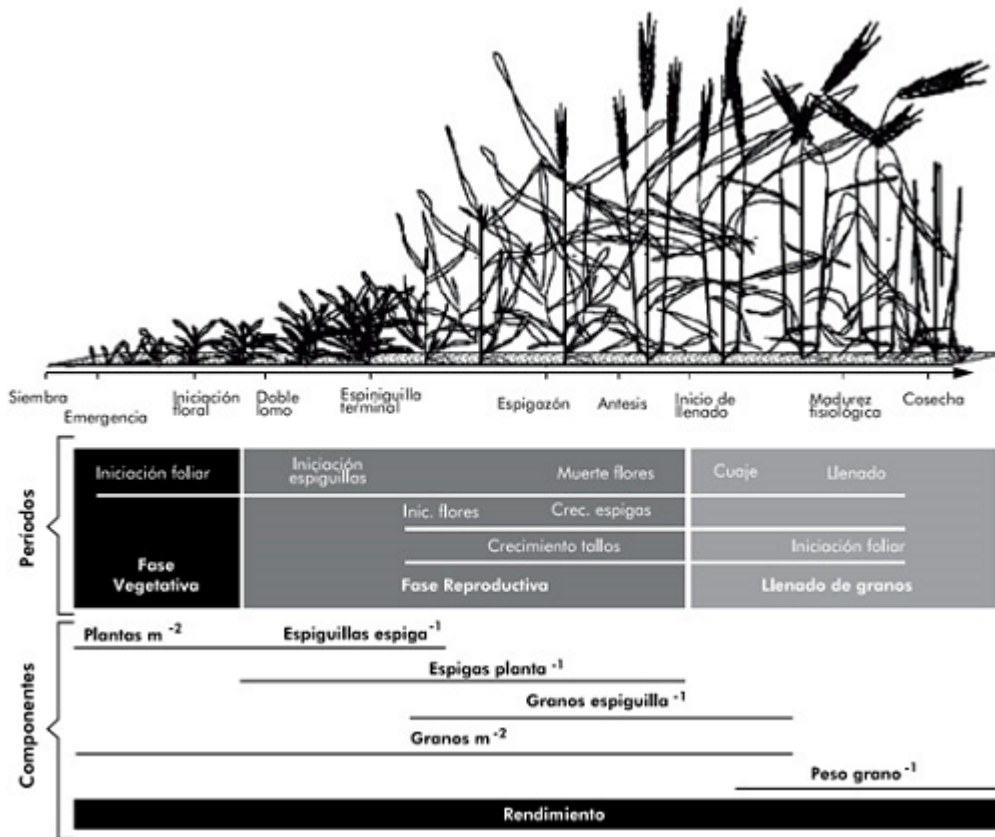 Siembra
Emergencia
Iniciación
floral
Doble
lomo
Espiniguilla
terminal
Espigazón
Antesis
Inicio de
llenado
Madurez
fisiológica
Cosecha
Períodos
Iniciación foliar
Iniciación
espiguillas
Muerte flores
Cuaje
Llenado
Inic. flores
Crec. espigas
Crecimiento tallos
Iniciación foliar
Fase
Vegetativa
Fase Reproductiva
Llenado de granos
Componentes
Plantas m⁻²
Espiguillas espiga⁻¹
Espigas planta⁻¹
Granos espiguilla⁻¹
Granos m⁻²
Peso grano⁻¹
Rendimiento